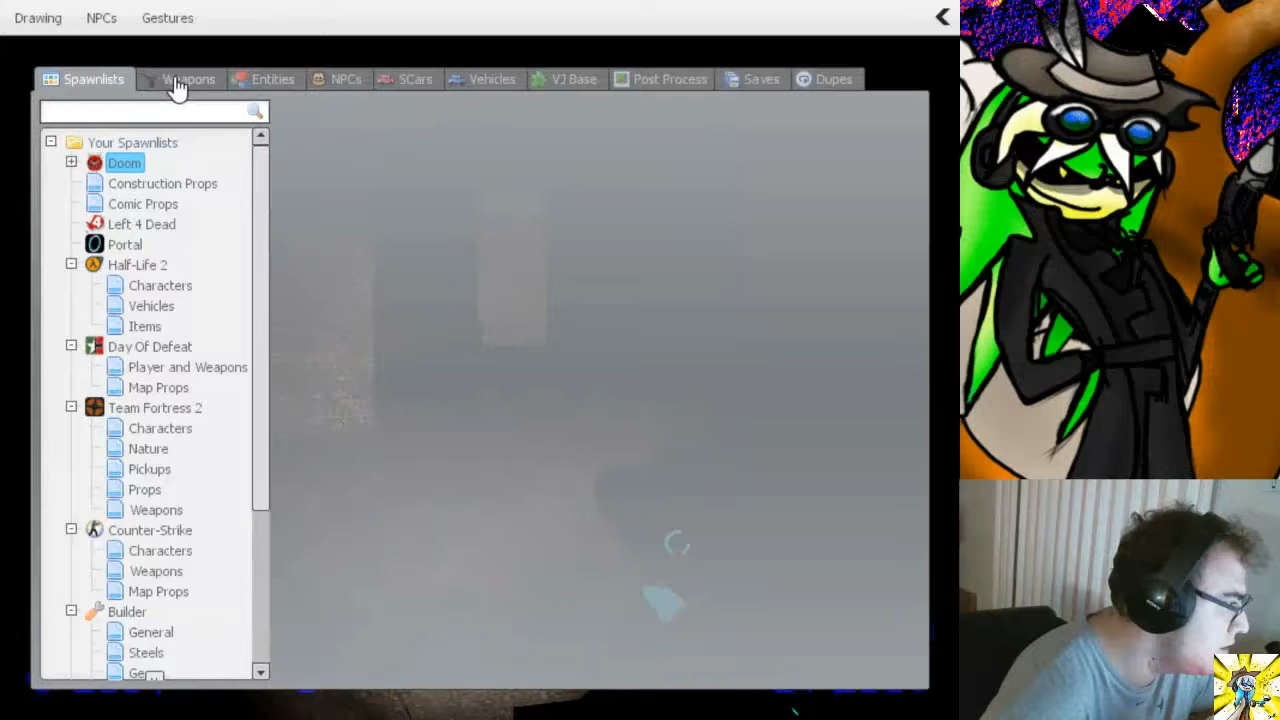 Drawing NPCs Gestures
Spawnlists Weapons Entities NPCs SCars Vehicles VJ Base Post Process Saves Dupes
Your Spawnlists
Doom
Construction Props
Comic Props
Left 4 Dead
Portal
Half-Life 2
Characters
Vehicles
Items
Day Of Defeat
Player and Weapons
Map Props
Team Fortress 2
Characters
Nature
Pickups
Props
Weapons
Counter-Strike
Characters
Weapons
Map Props
Builder
General
Steels